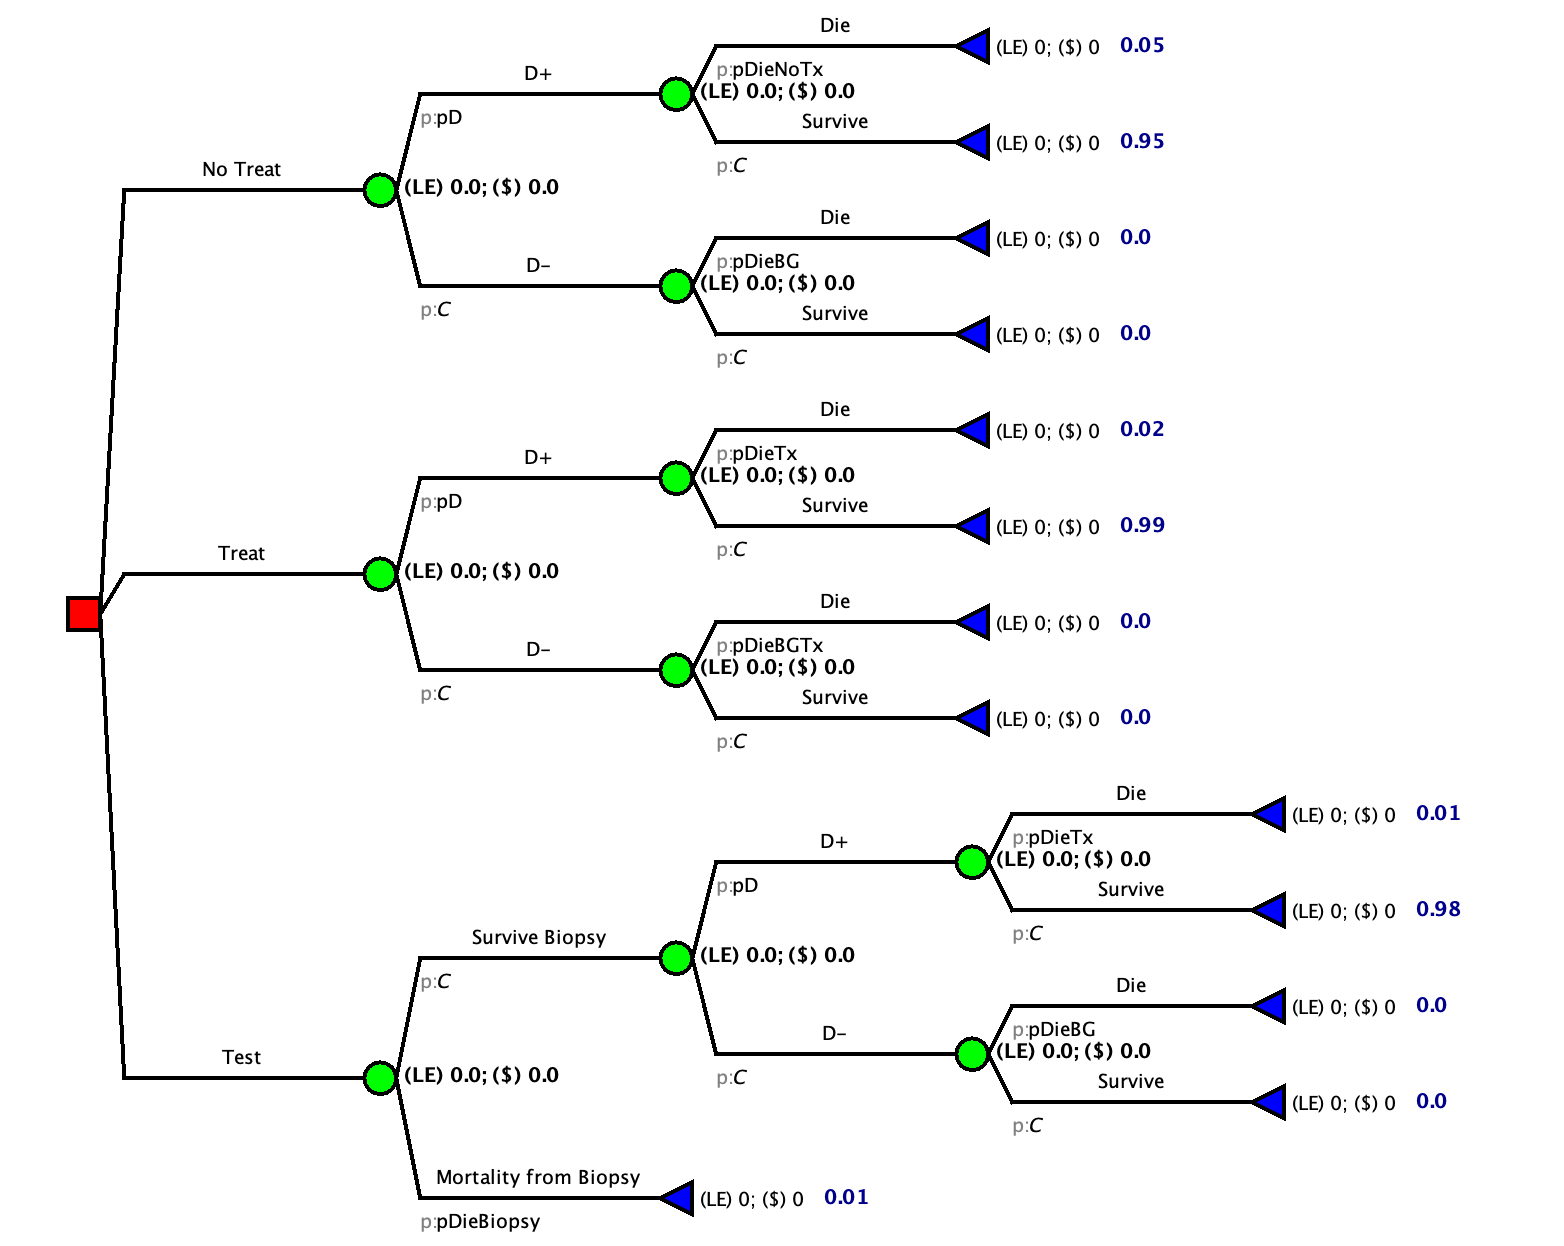 Die
(LE) 0; ($) 0 0.05
D+
p:pDieNoTx
(LE) 0.0; ($) 0.0
p:pD
Survive
(LE) 0; ($) 0 0.95
p:C
No Treat
(LE) 0.0; ($) 0.0
Die
(LE) 0; ($) 0 0.0
D-
p:pDieBG
(LE) 0.0; ($) 0.0
p:C
Survive
(LE) 0; ($) 0 0.0
p:C
Die
(LE) 0; ($) 0 0.02
D+
p:pDieTx
(LE) 0.0; ($) 0.0
p:pD
Survive
(LE) 0; ($) 0 0.99
p:C
Treat
(LE) 0.0; ($) 0.0
Die
(LE) 0; ($) 0 0.0
D-
p:pDieBGTx
(LE) 0.0; ($) 0.0
p:C
Survive
(LE) 0; ($) 0 0.0
p:C
Die
(LE) 0; ($) 0 0.01
D+
p:pDieTx
(LE) 0.0; ($) 0.0
p:pD
Survive
(LE) 0; ($) 0 0.98
p:C
Survive Biopsy
(LE) 0.0; ($) 0.0
p:C
Die
(LE) 0; ($) 0 0.0
D-
p:pDieBG
(LE) 0.0; ($) 0.0
p:C
Survive
(LE) 0; ($) 0 0.0
p:C
Test
(LE) 0.0; ($) 0.0
Mortality from Biopsy
(LE) 0; ($) 0 0.01
p:pDieBiopsy